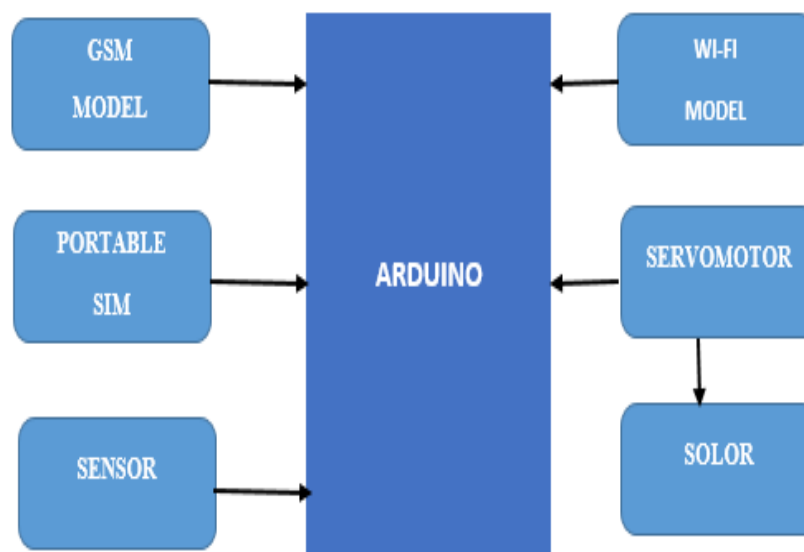 GSM
MODEL
WI-FI
MODEL
PORTABLE
SIM
ARDUINO
SERVOMOTOR
SENSOR
SOLOR